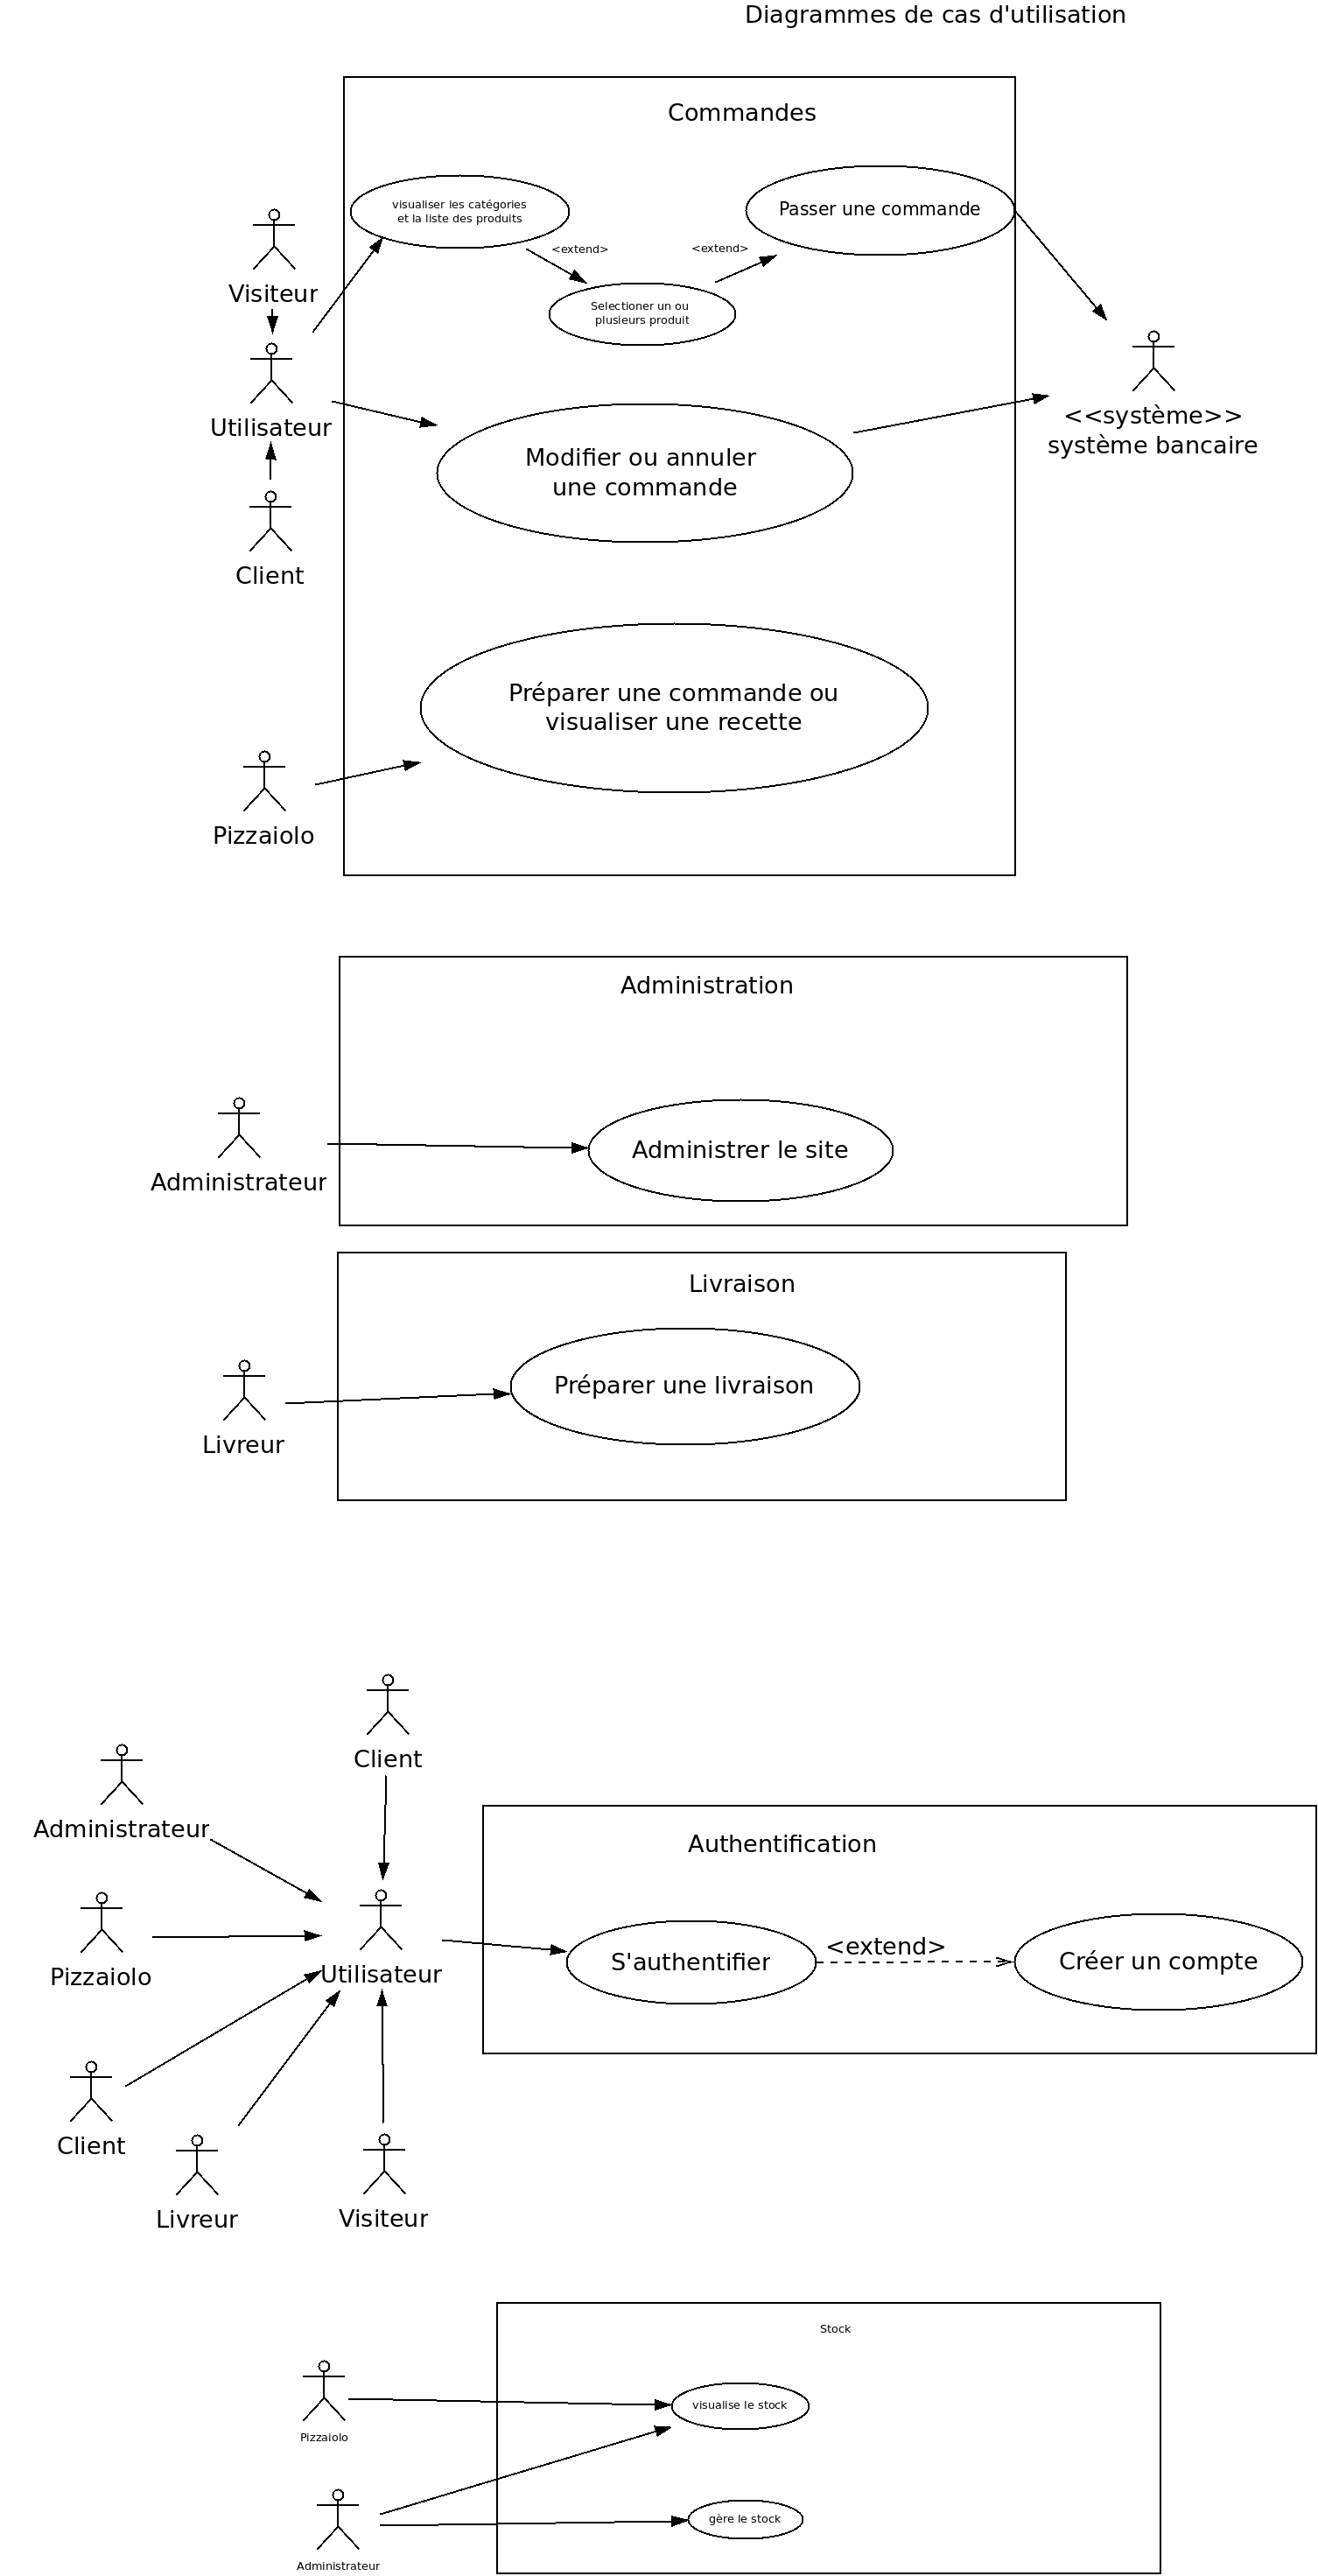 Diagrammes de cas d'utilisation
Commandes
visualiser les catégories
et la liste des produits
Passer une commande
<extend>
<extend>
Visiteur
Selectioner un ou
plusieurs produit
Utilisateur
<<système>>
système bancaire
Modifier ou annuler
une commande
Client
Préparer une commande ou
visualiser une recette
Pizzaiolo
Administration
Administrer le site
Administrateur
Livraison
Préparer une livraison
Livreur
Client
Administrateur
Authentification
<extend>
S'authentifier
Créer un compte
Pizzaiolo
Utilisateur
Client
Livreur
Visiteur
Stock
visualise le stock
Pizzaiolo
gère le stock
Administrateur